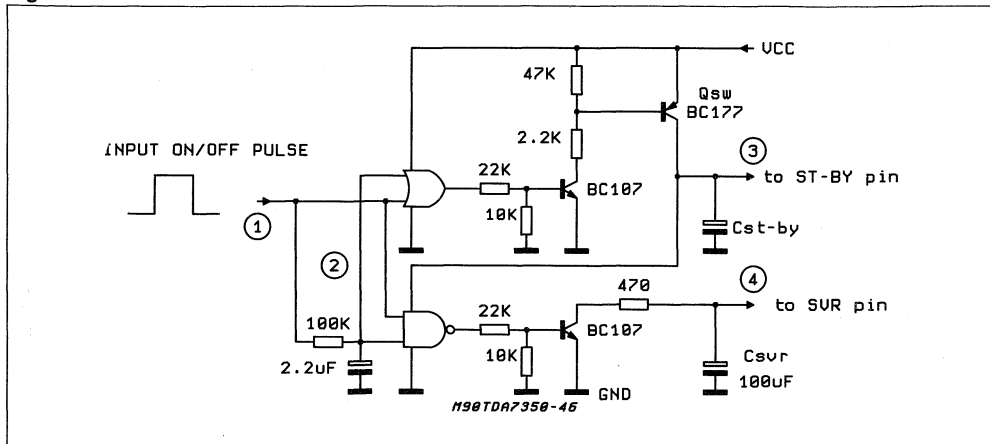 VCC
47K
Qsw
BC177
2.2K
INPUT ON/OFF PULSE
3
to ST-BY pin
22K
BC107
1
10K
Cst-by
2
4
470
to SVR pin
22K
100K
BC107
10K
2.2uF
Csvr
100uF
GND
M90TDA7350-46